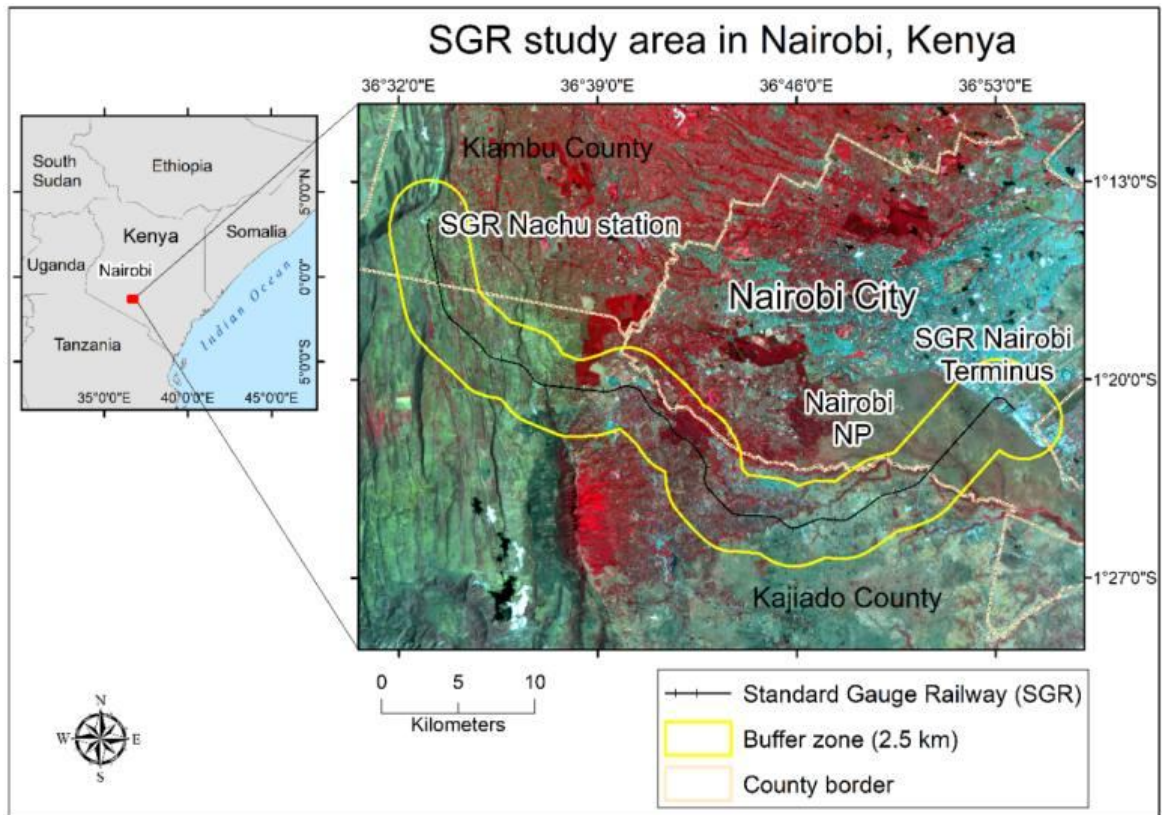 SGR study area in Nairobi, Kenya
36°32'0"E 36°39'0"E 36°46'0"E 36°53'0"E
South
Sudan
Ethiopia
Kenya
Somalia
Uganda
Nairobi
Tanzania
Indian Ocean
5°0'0"N
0°0'0"
5°0'0"S
35°0'0"E 40°0'0"E 45°0'0"E
Kiambu County
SGR Nachu station
Nairobi City
SGR Nairobi
Terminus
Nairobi
NP
Kajiado County
1°13'0"S
1°20'0"S
1°27'0"S
0 5 10
Kilometers
N
W E
S
Standard Gauge Railway (SGR)
Buffer zone (2.5 km)
County border